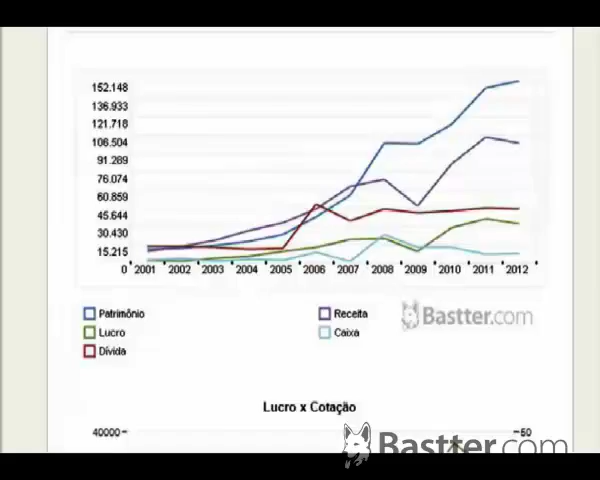 152.148
136.933
121.718
106.504
91.289
76.074
60.859
45.644
30.430
15.215
0 2001 2002 2003 2004 2005 2006 2007 2008 2009 2010 2011 2012
Patrimônio Receita Bastter.com
Lucro Caixa
Dívida
Lucro x Cotação
40000 50
Bastter.com